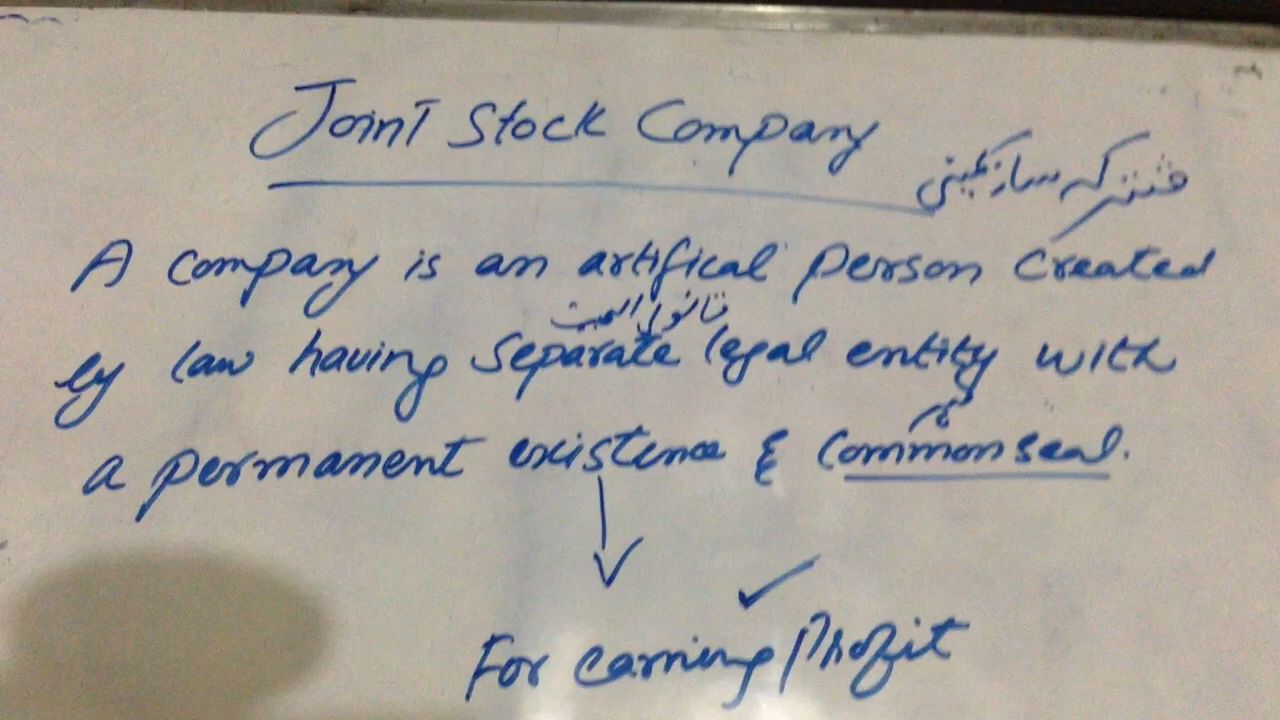 Joint Stock Company
مشترکہ سرمایہ کمپنی
A company is an artifical person created
قانونی
by law having separate legal entity with
مہر
a permanent existence & Common seal.
For earning Profit